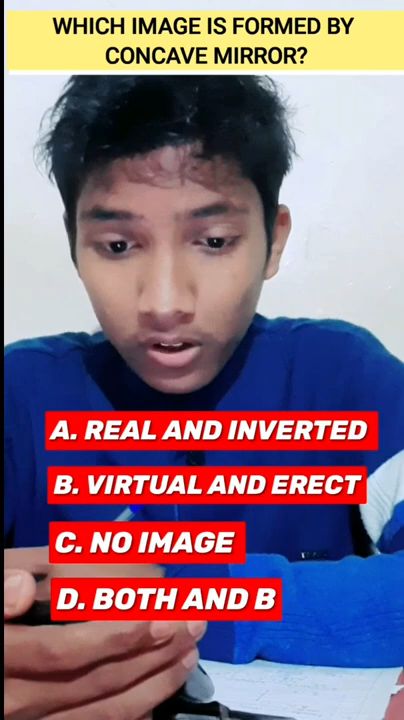 WHICH IMAGE IS FORMED BY
CONCAVE MIRROR?
A. REAL AND INVERTED
B. VIRTUAL AND ERECT
C. NO IMAGE
D. BOTH AND B